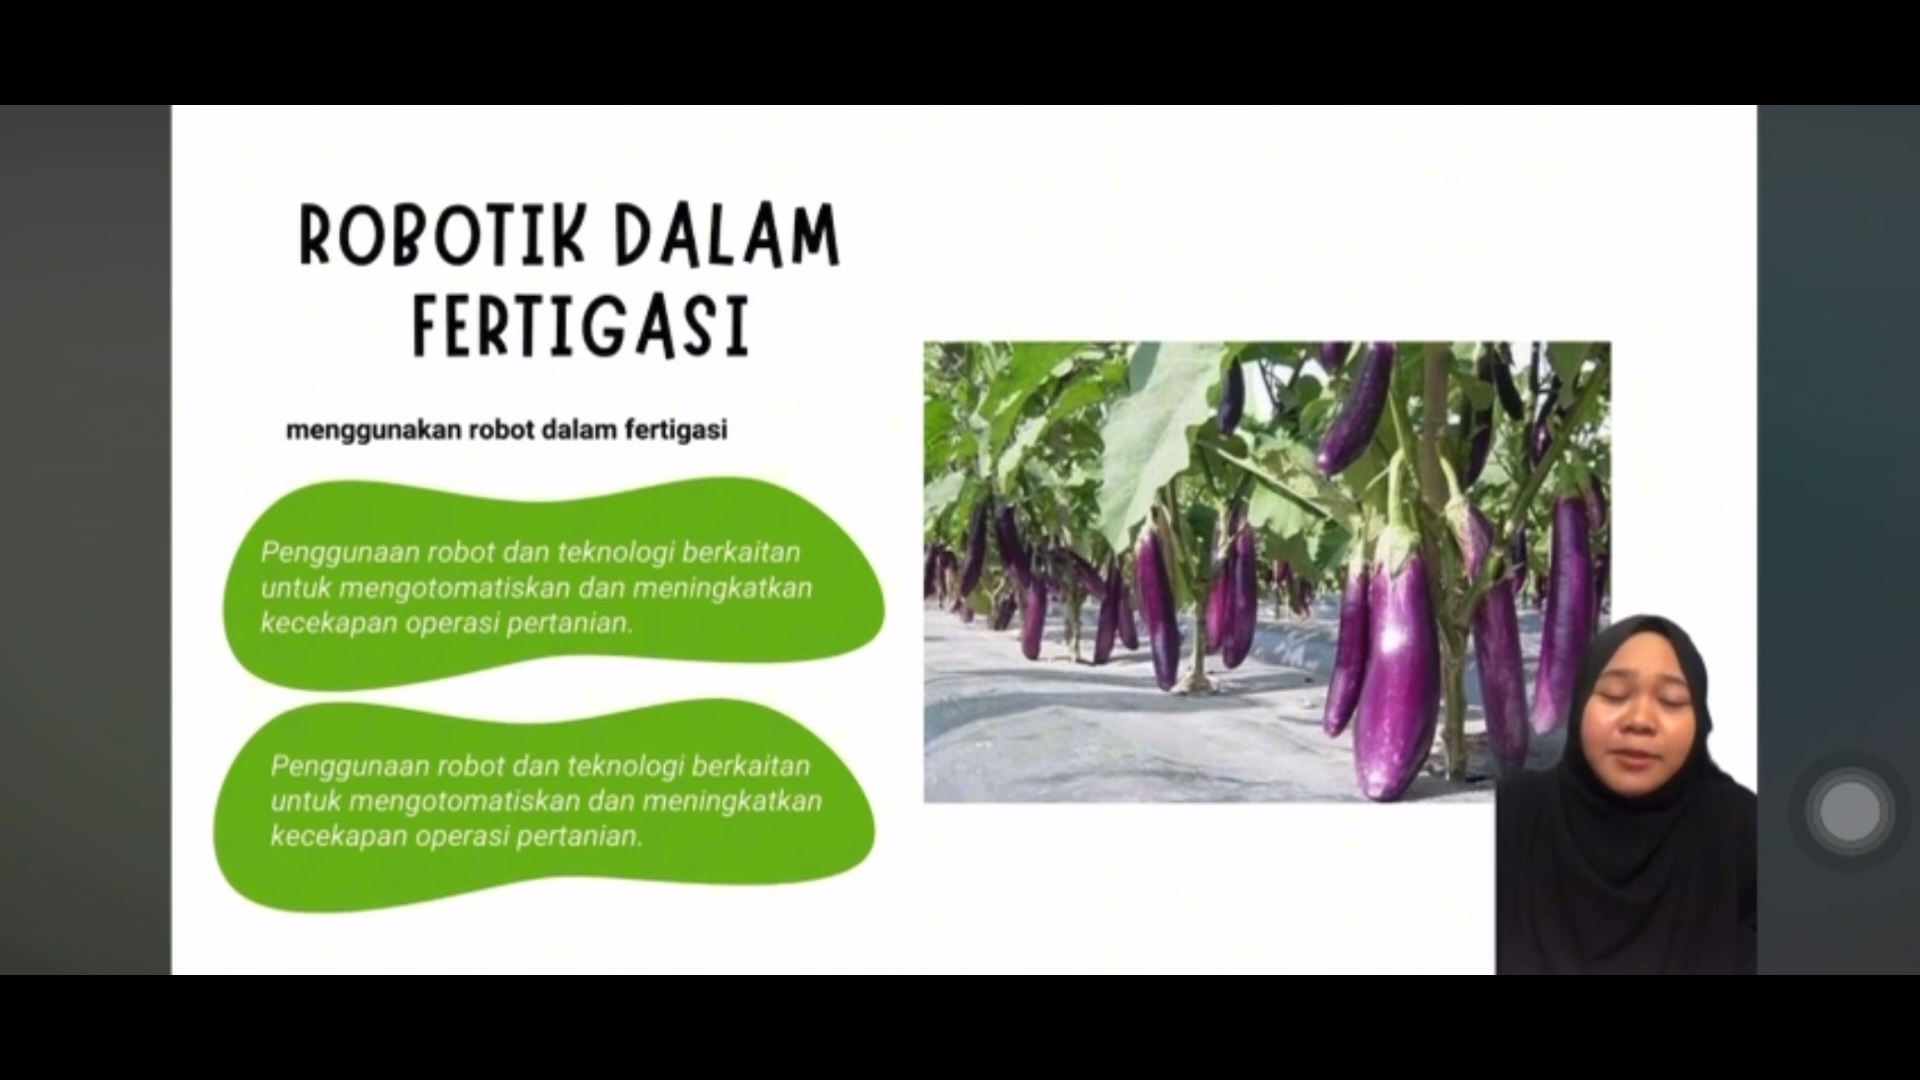 ROBOTIK DALAM
FERTIGASI
menggunakan robot dalam fertigasi
Penggunaan robot dan teknologi berkaitan
untuk mengotomatiskan dan meningkatkan
kecekapan operasi pertanian.
Penggunaan robot dan teknologi berkaitan
untuk mengotomatiskan dan meningkatkan
kecekapan operasi pertanian.